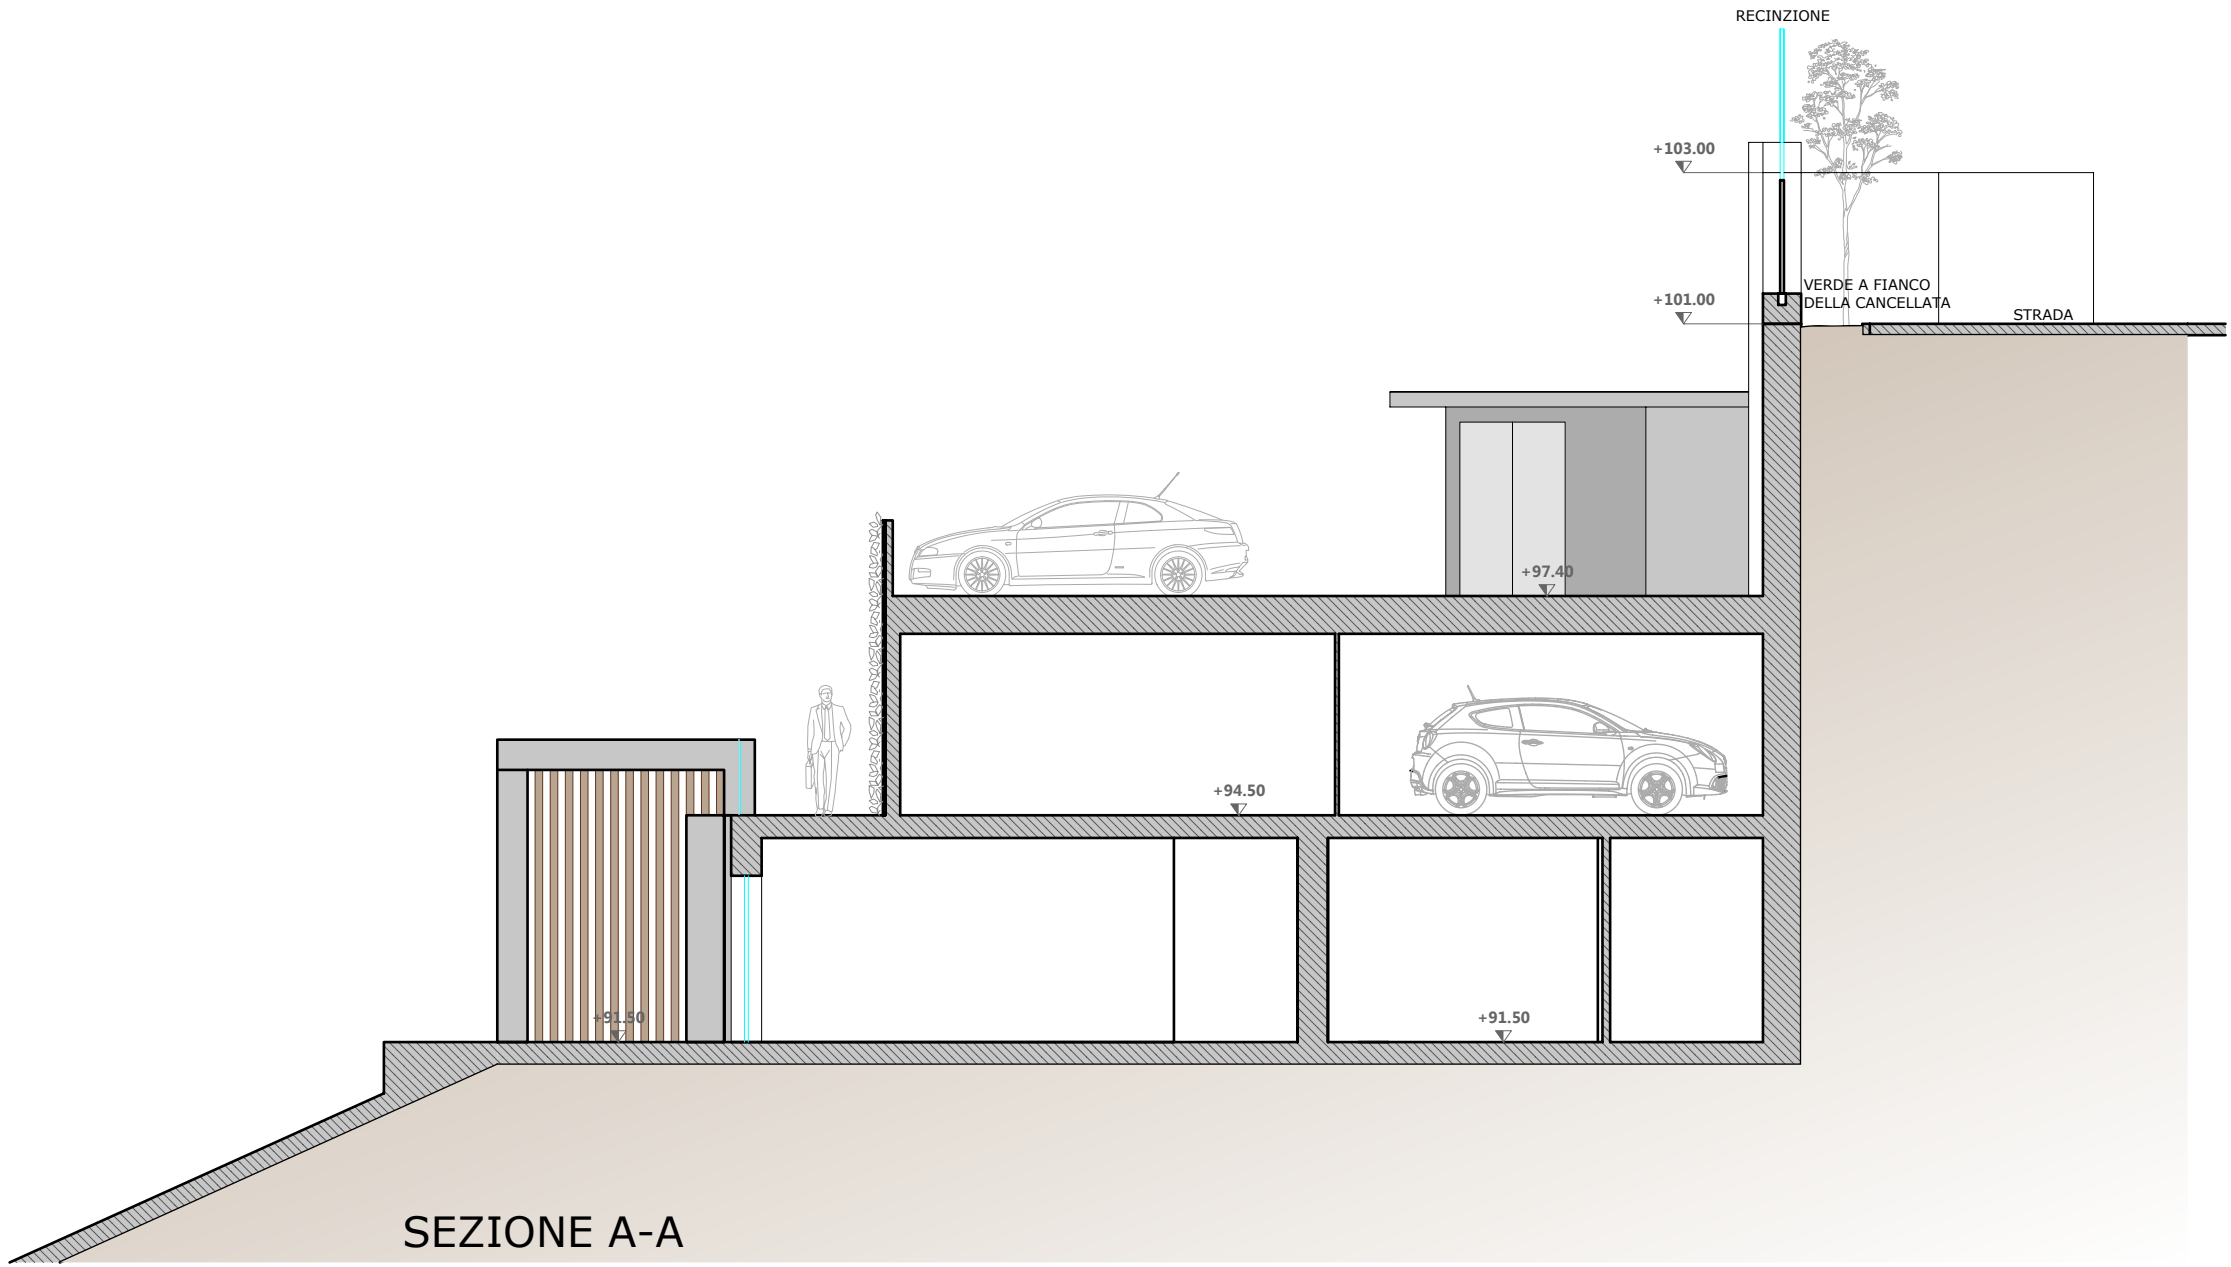 RECINZIONE
+103.00
VERDE A FIANCO
DELLA CANCELLATA
+101.00
STRADA
+97.40
+94.50
+91.50
+91.50
SEZIONE A-A